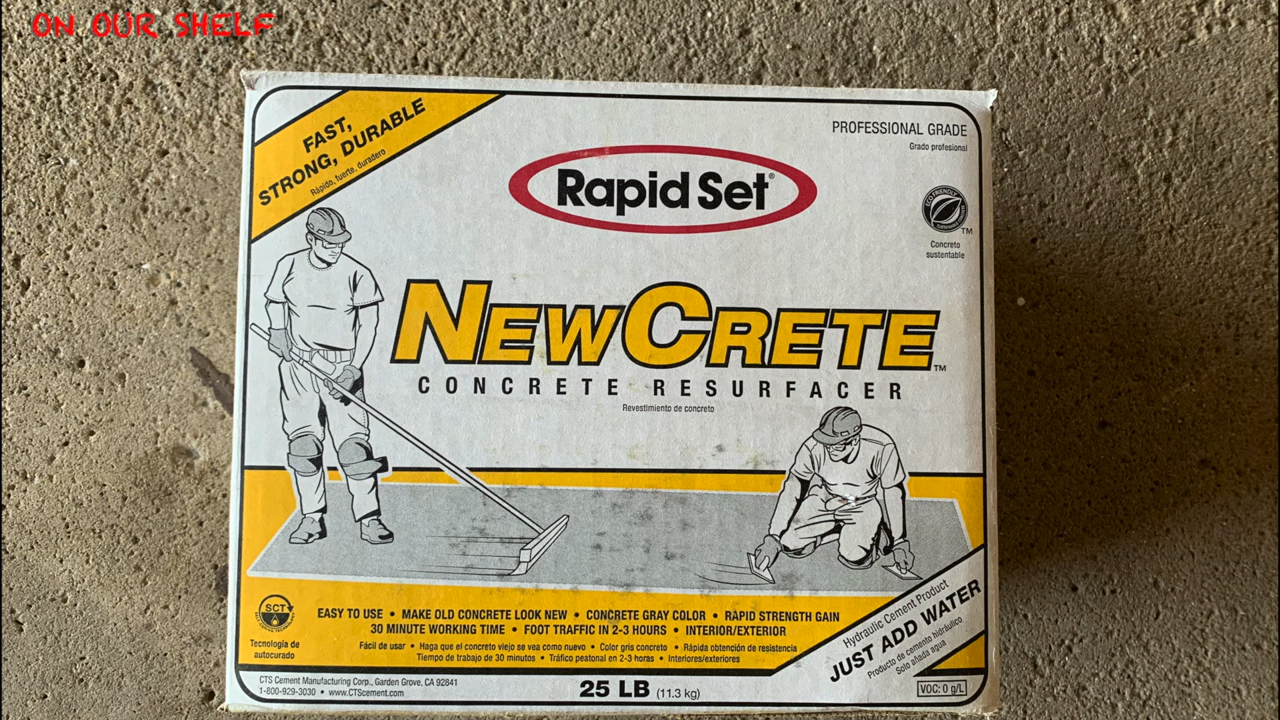 ON OUR SHELF
FAST,
STRONG, DURABLE
Rápido, fuerte, duradero
PROFESSIONAL GRADE
Grado profesional
Rapid Set®
ECO FRIENDLY
TM
Concreto
sustentable
NEWCRETE™
CONCRETE RESURFACER
Revestimiento de concreto
SCT
Tecnología de
autocurado
EASY TO USE • MAKE OLD CONCRETE LOOK NEW • CONCRETE GRAY COLOR • RAPID STRENGTH GAIN
30 MINUTE WORKING TIME • FOOT TRAFFIC IN 2-3 HOURS • INTERIOR/EXTERIOR
Fácil de usar • Haga que el concreto viejo se vea como nuevo • Color gris concreto • Rápida obtención de resistencia
Tiempo de trabajo de 30 minutos • Tráfico peatonal en 2-3 horas • Interiores/exteriores
Hydraulic Cement Product
JUST ADD WATER
Producto de cemento hidráulico
Solo añada agua
CTS Cement Manufacturing Corp., Garden Grove, CA 92841
1-800-929-3030 • www.CTScement.com
25 LB (11.3 kg)
VOC: 0 g/L